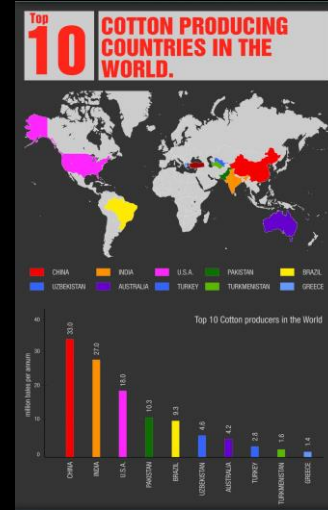 Top
10
COTTON PRODUCING
COUNTRIES IN THE
WORLD.
CHINA
INDIA
U.S.A.
PAKISTAN
BRAZIL
UZBEKISTAN
AUSTRALIA
TURKEY
TURKMENISTAN
GREECE
Top 10 Cotton producers in the World
million bales per annum
40
30
20
10
0
33.0
27.0
18.0
10.3
9.3
4.6
4.2
2.8
1.6
1.4
CHINA
INDIA
U.S.A.
PAKISTAN
BRAZIL
UZBEKISTAN
AUSTRALIA
TURKEY
TURKMENISTAN
GREECE